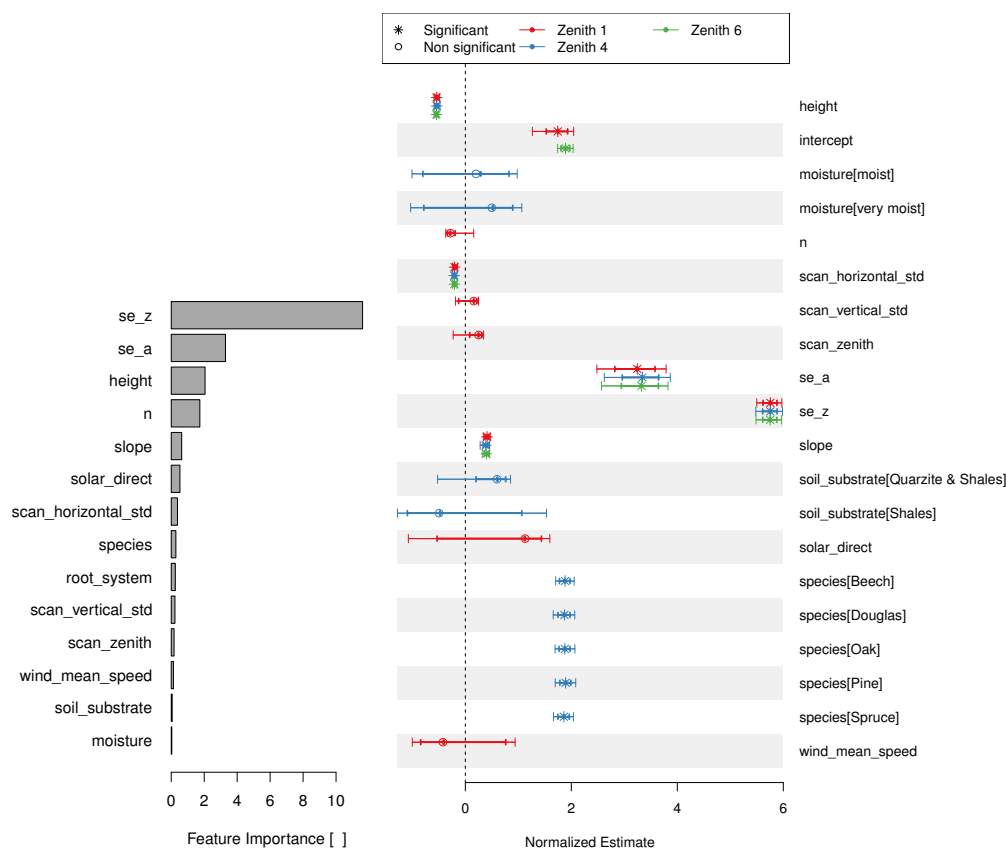 Significant
Non significant
Zenith 1
Zenith 4
Zenith 6
height
intercept
moisture[moist]
moisture[very moist]
n
scan_horizontal_std
scan_vertical_std
scan_zenith
se_a
se_z
slope
soil_substrate[Quarzite & Shales]
soil_substrate[Shales]
solar_direct
species[Beech]
species[Douglas]
species[Oak]
species[Pine]
species[Spruce]
wind_mean_speed
0 2 4 6
Normalized Estimate
se_z
se_a
height
n
slope
solar_direct
scan_horizontal_std
species
root_system
scan_vertical_std
scan_zenith
wind_mean_speed
soil_substrate
moisture
0 2 4 6 8 10
Feature Importance [ ]